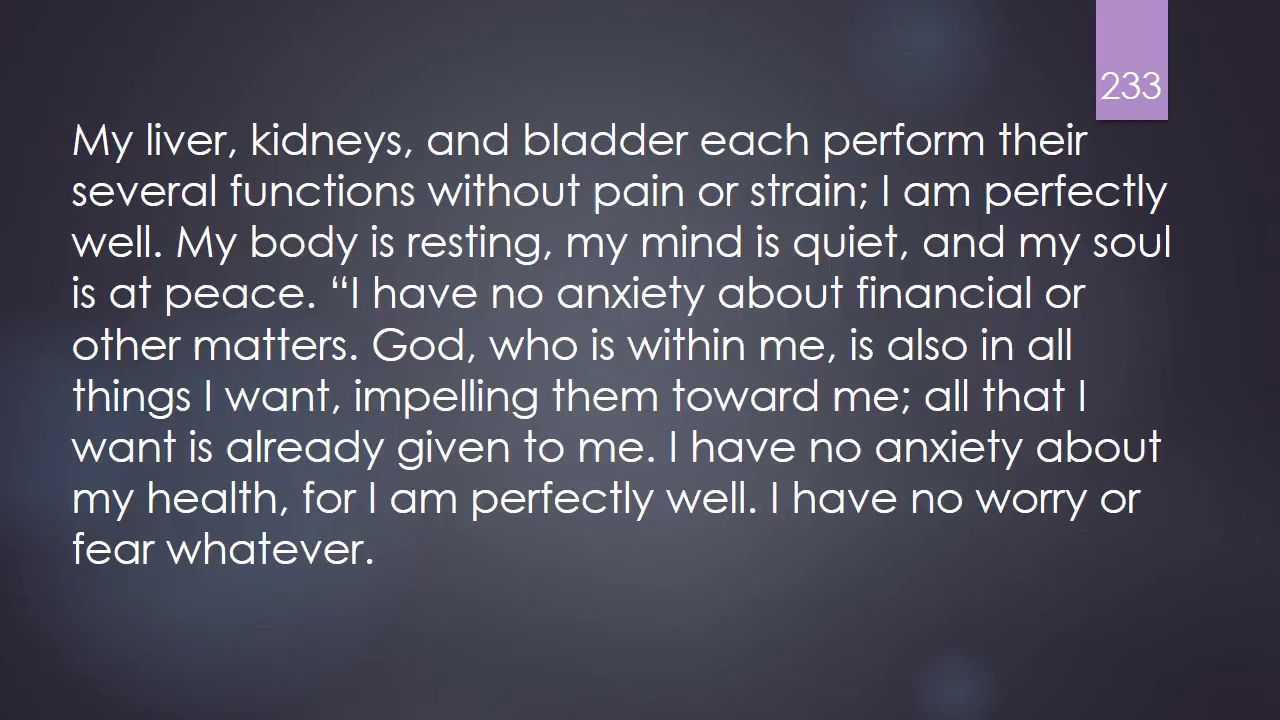 233
My liver, kidneys, and bladder each perform their
several functions without pain or strain; I am perfectly
well. My body is resting, my mind is quiet, and my soul
is at peace. “I have no anxiety about financial or
other matters. God, who is within me, is also in all
things I want, impelling them toward me; all that I
want is already given to me. I have no anxiety about
my health, for I am perfectly well. I have no worry or
fear whatever.